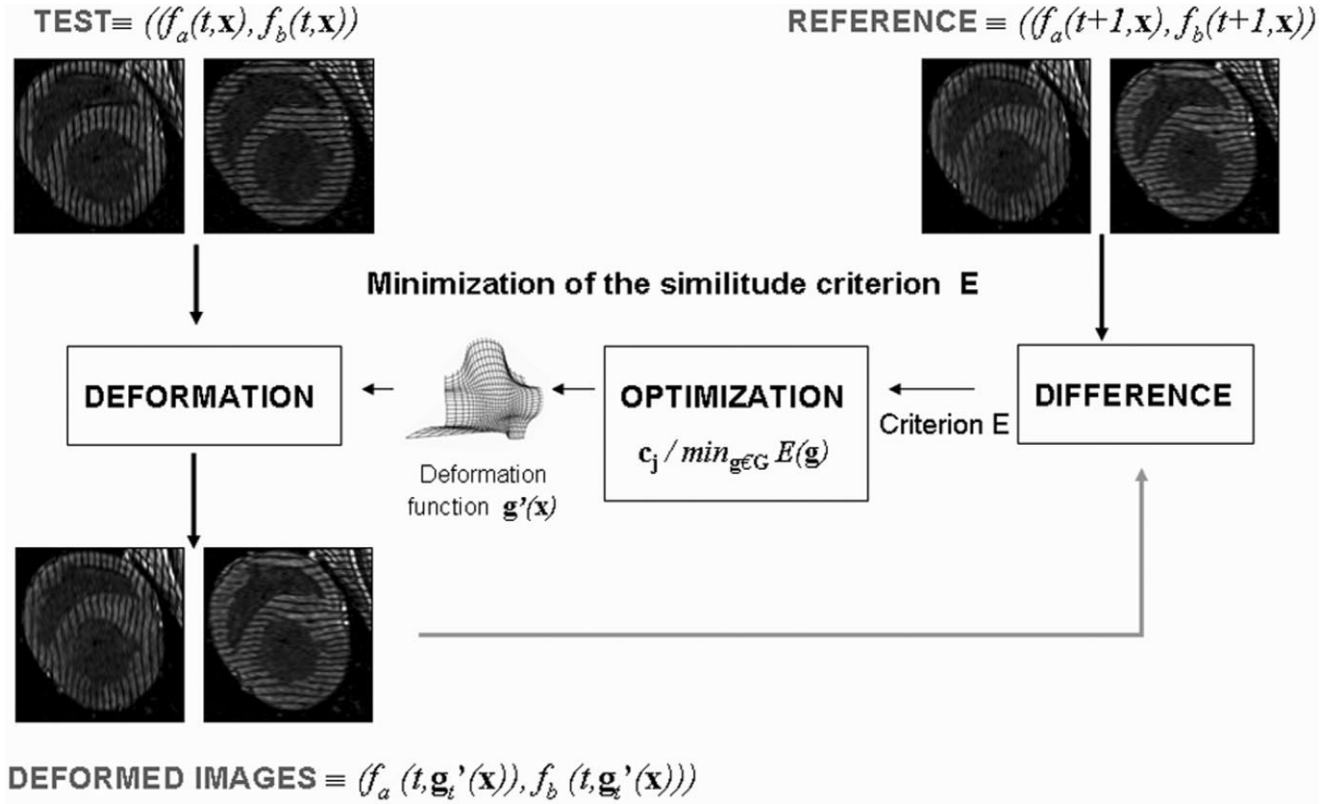 TEST≡ ((f_a(t,x), f_b(t,x))
REFERENCE ≡ ((f_a(t+1,x), f_b(t+1,x))
Minimization of the similitude criterion E
DEFORMATION
OPTIMIZATION
c_j / min_{g∈G} E(g)
DIFFERENCE
Criterion E
Deformation
function g’(x)
DEFORMED IMAGES ≡ (f_a (t,g_t’(x)), f_b (t,g_t’(x)))